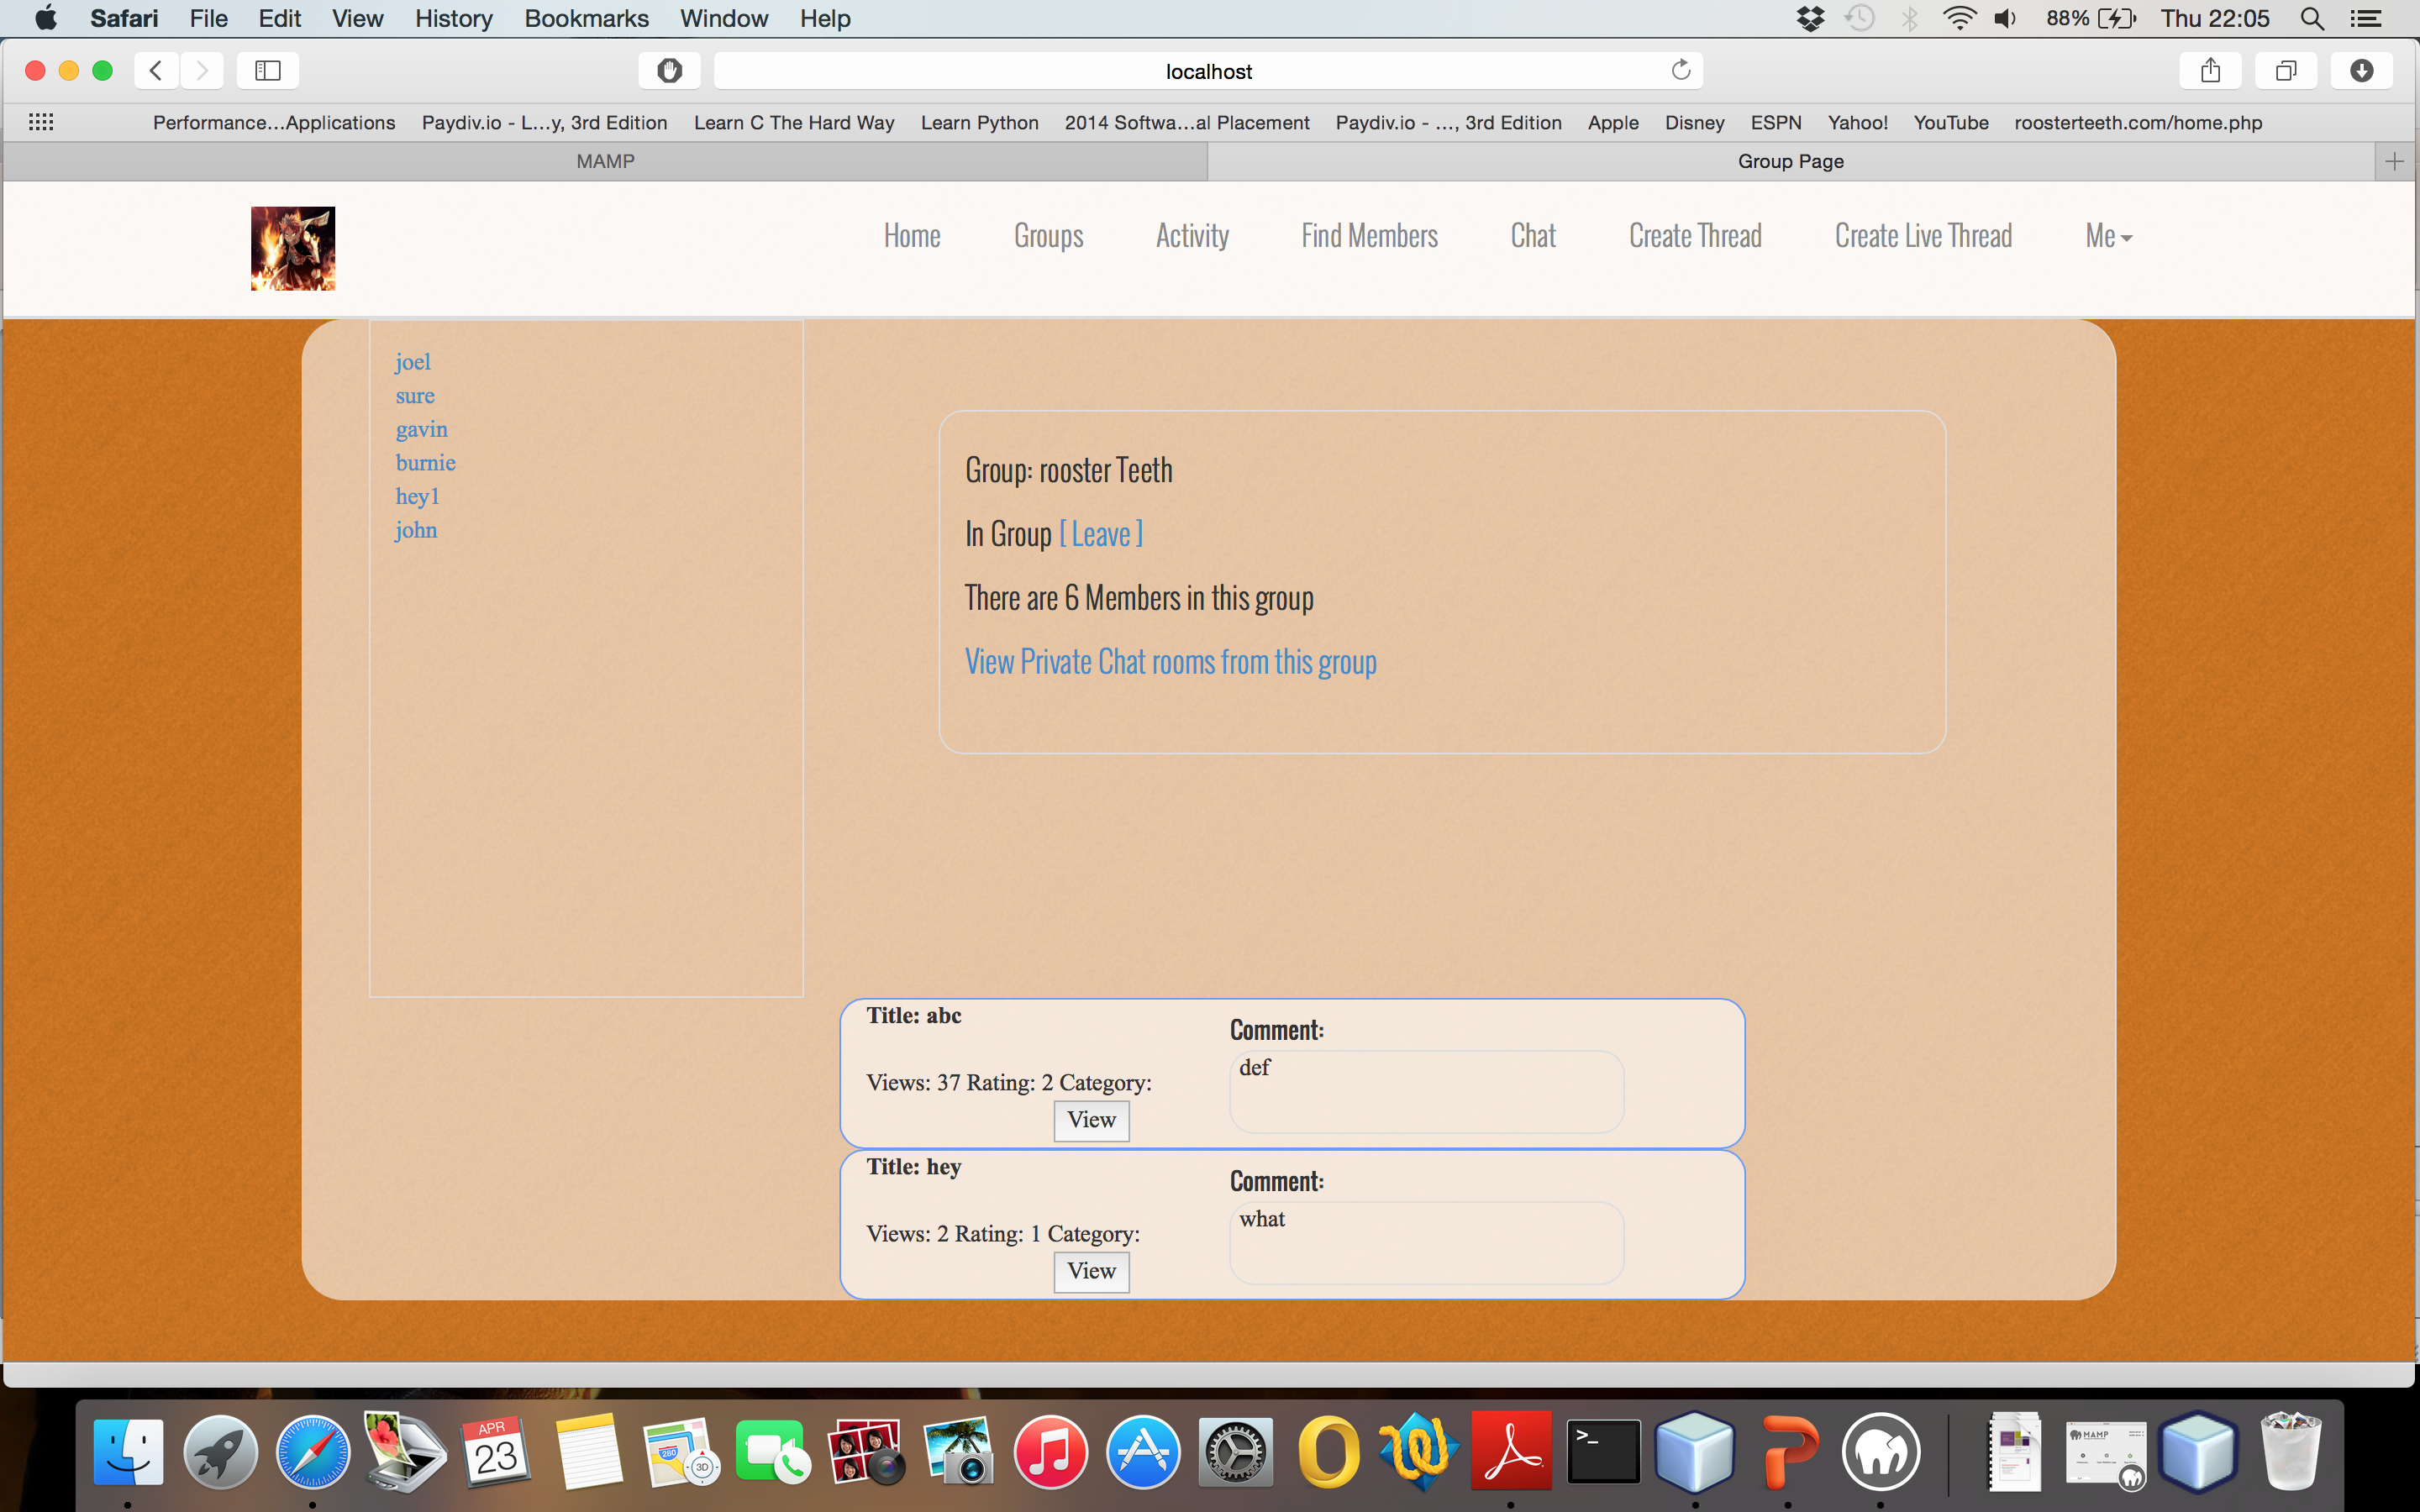 Safari File Edit View History Bookmarks Window Help 88% Thu 22:05
localhost
Performance...Applications Paydiv.io - L...y, 3rd Edition Learn C The Hard Way Learn Python 2014 Softwa...al Placement Paydiv.io - ..., 3rd Edition Apple Disney ESPN Yahoo! YouTube roosterteeth.com/home.php
MAMP Group Page
Home Groups Activity Find Members Chat Create Thread Create Live Thread Me
joel
sure
gavin
burnie
hey1
john
Group: rooster Teeth
In Group [ Leave ]
There are 6 Members in this group
View Private Chat rooms from this group
Title: abc
Comment:
def
Views: 37 Rating: 2 Category:
View
Title: hey
Comment:
what
Views: 2 Rating: 1 Category:
View
APR
23
280
3D
>_
MAMP